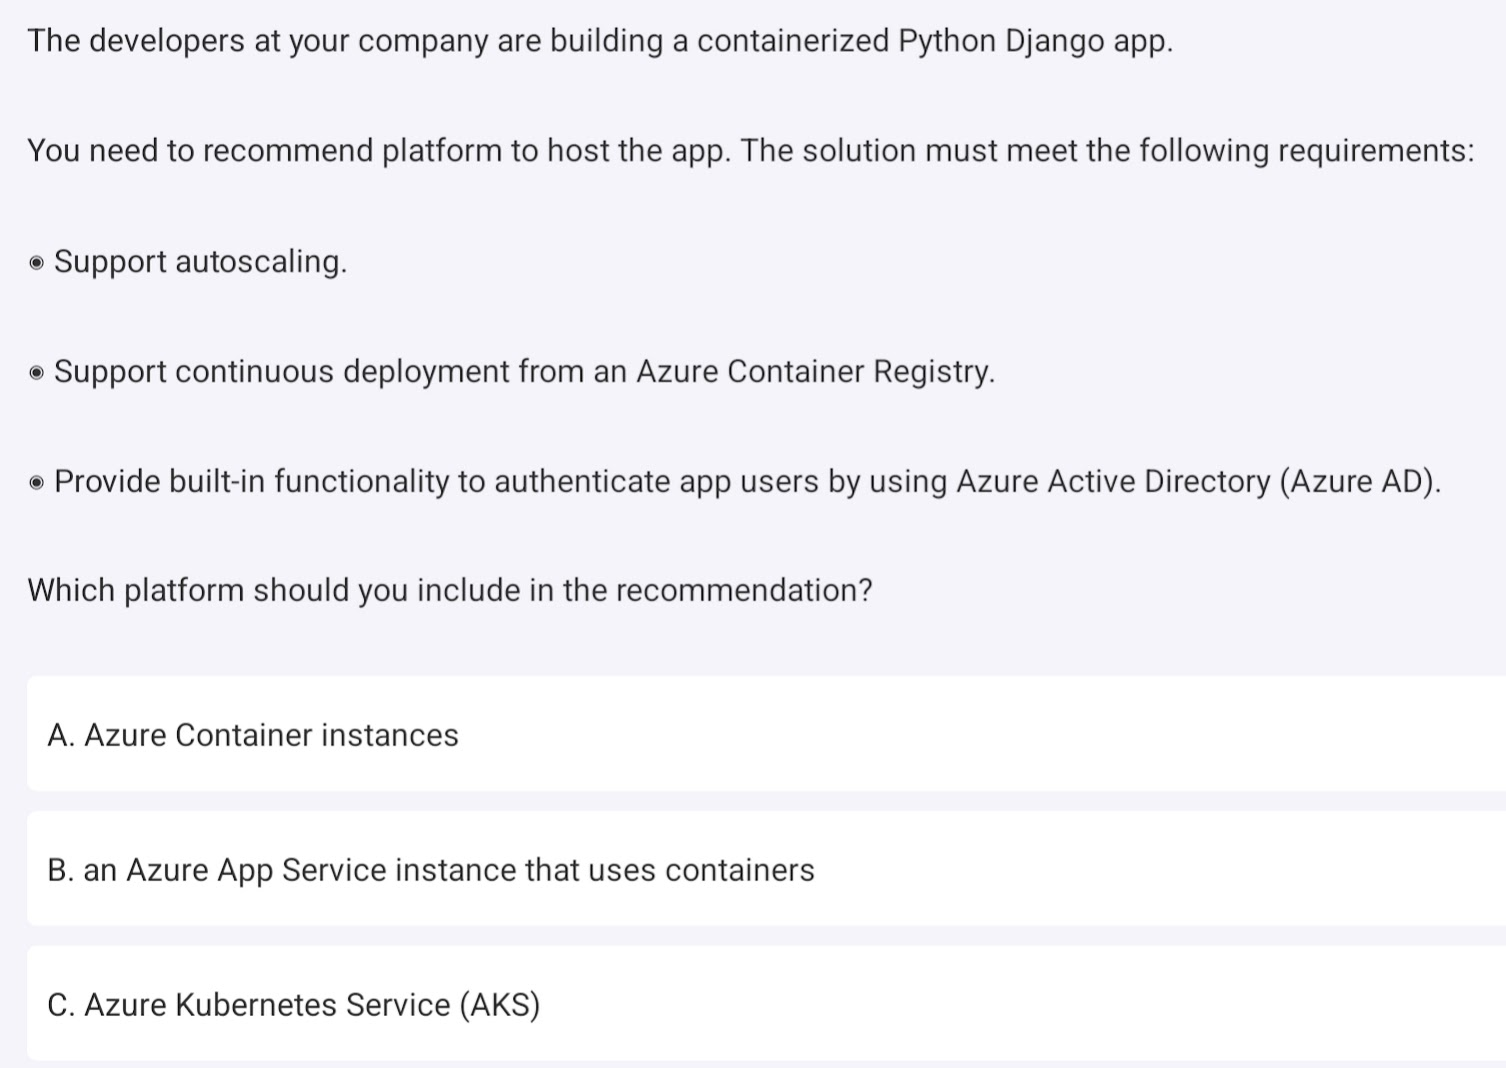 The developers at your company are building a containerized Python Django app.
You need to recommend platform to host the app. The solution must meet the following requirements:
◉ Support autoscaling.
◉ Support continuous deployment from an Azure Container Registry.
◉ Provide built-in functionality to authenticate app users by using Azure Active Directory (Azure AD).
Which platform should you include in the recommendation?
A. Azure Container instances
B. an Azure App Service instance that uses containers
C. Azure Kubernetes Service (AKS)